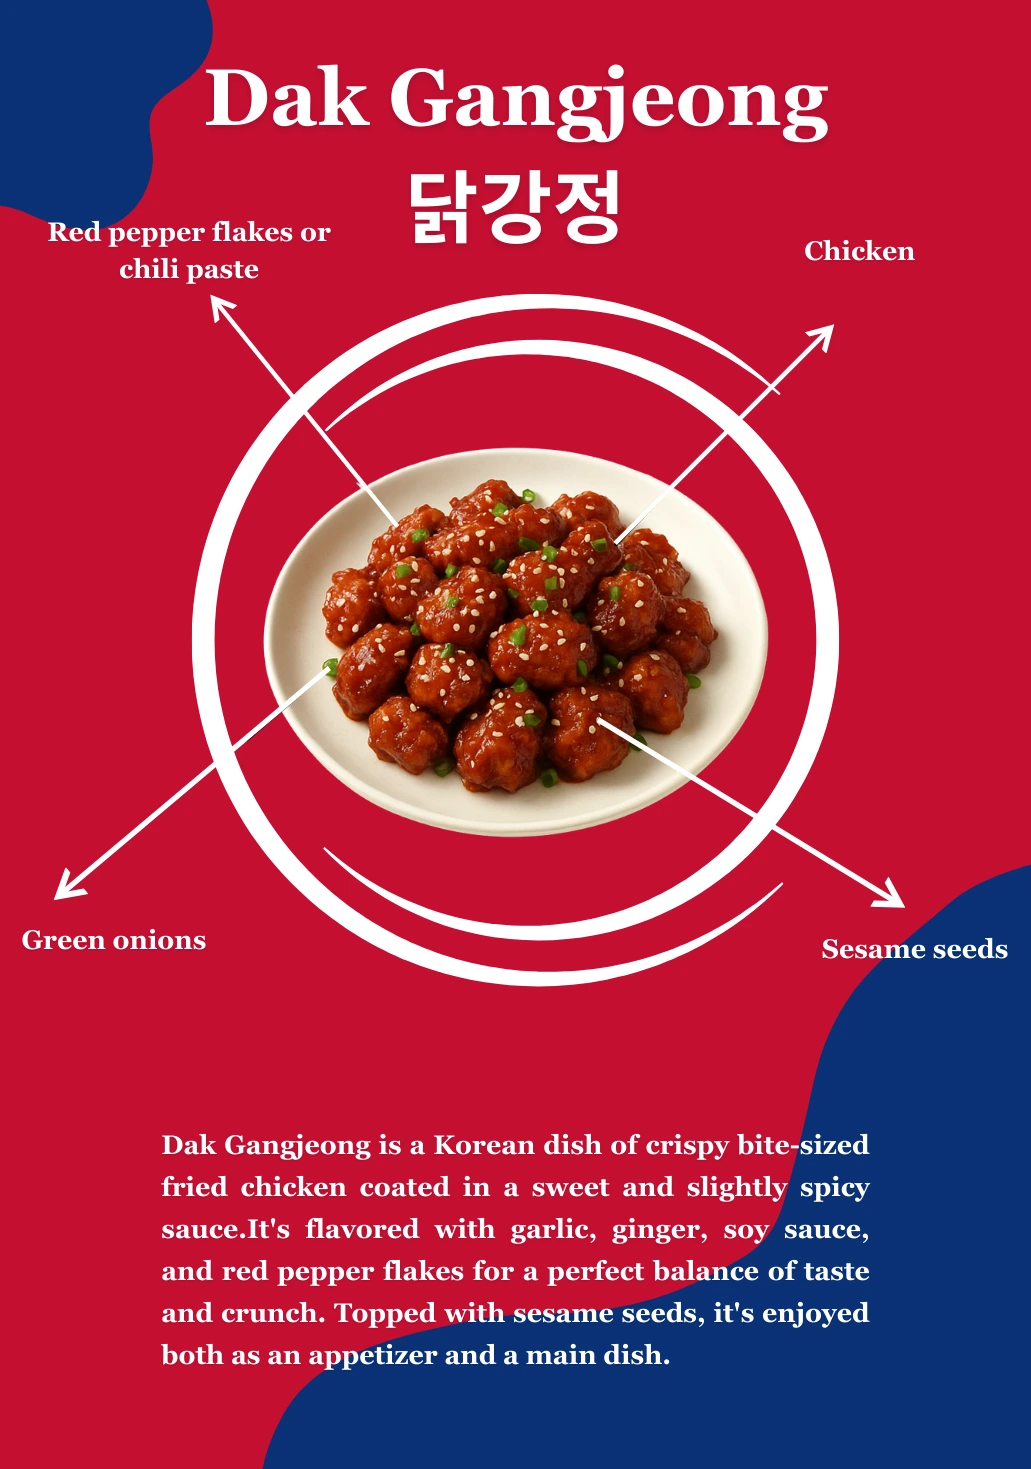 Dak Gangjeong
닭강정
Red pepper flakes or
chili paste
Chicken
Green onions
Sesame seeds
Dak Gangjeong is a Korean dish of crispy bite-sized
fried chicken coated in a sweet and slightly spicy
sauce.It's flavored with garlic, ginger, soy sauce,
and red pepper flakes for a perfect balance of taste
and crunch. Topped with sesame seeds, it's enjoyed
both as an appetizer and a main dish.